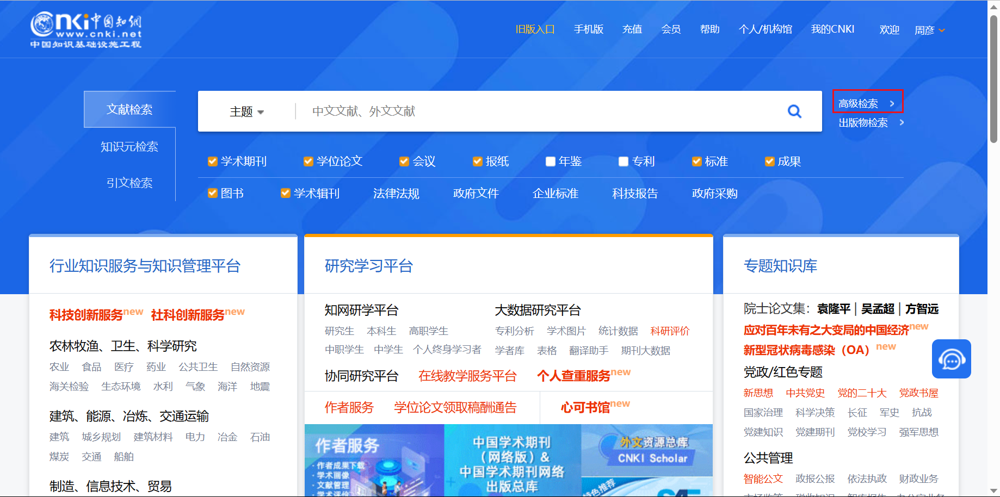 cnki中国知網
www.cnki.net
中国知识基础设施工程
旧版入口 手机版 充值 会员 帮助 个人/机构馆 我的CNKI 欢迎 周彦
文献检索
主题 中文文献、外文文献
高级检索
出版物检索
知识元检索
引文检索
学术期刊 学位论文 会议 报纸 年鉴 专利 标准 成果
图书 学术辑刊 法律法规 政府文件 企业标准 科技报告 政府采购
行业知识服务与知识管理平台
科技创新服务new 社科创新服务new
农林牧渔、卫生、科学研究
农业 食品 医疗 药业 公共卫生 自然资源
海关检验 生态环境 水利 气象 海洋 地震
建筑、能源、冶炼、交通运输
建筑 城乡规划 建筑材料 电力 冶金 石油
煤炭 交通 船舶
制造、信息技术、贸易
研究学习平台
知网研学平台
研究生 本科生 高职学生
中职学生 中学生 个人终身学习者
大数据研究平台
专利分析 学术图片 统计数据 科研评价
学者库 表格 翻译助手 期刊大数据
协同研究平台 在线教学服务平台 个人查重服务new
作者服务 学位论文领取稿酬通告 心可书馆new
作者服务
·作者成果下载
·学术画像
·文献管理
·学术评价
中国学术期刊
（网络版）&
中国学术期刊网络
出版总库
外文资源总库
CNKI Scholar
特色推荐
专题知识库
院士论文集：袁隆平 | 吴孟超 | 方智远
应对百年未有之大变局的中国经济new
新型冠状病毒感染（OA）new
党政/红色专题
新思想 中共党史 党的二十大 党政书屋
国家治理 科学决策 长征 军史 抗战
党建知识 党建期刊 党校学习 强军思想
公共管理
智能公文 政报公报 依法执政 财政业务